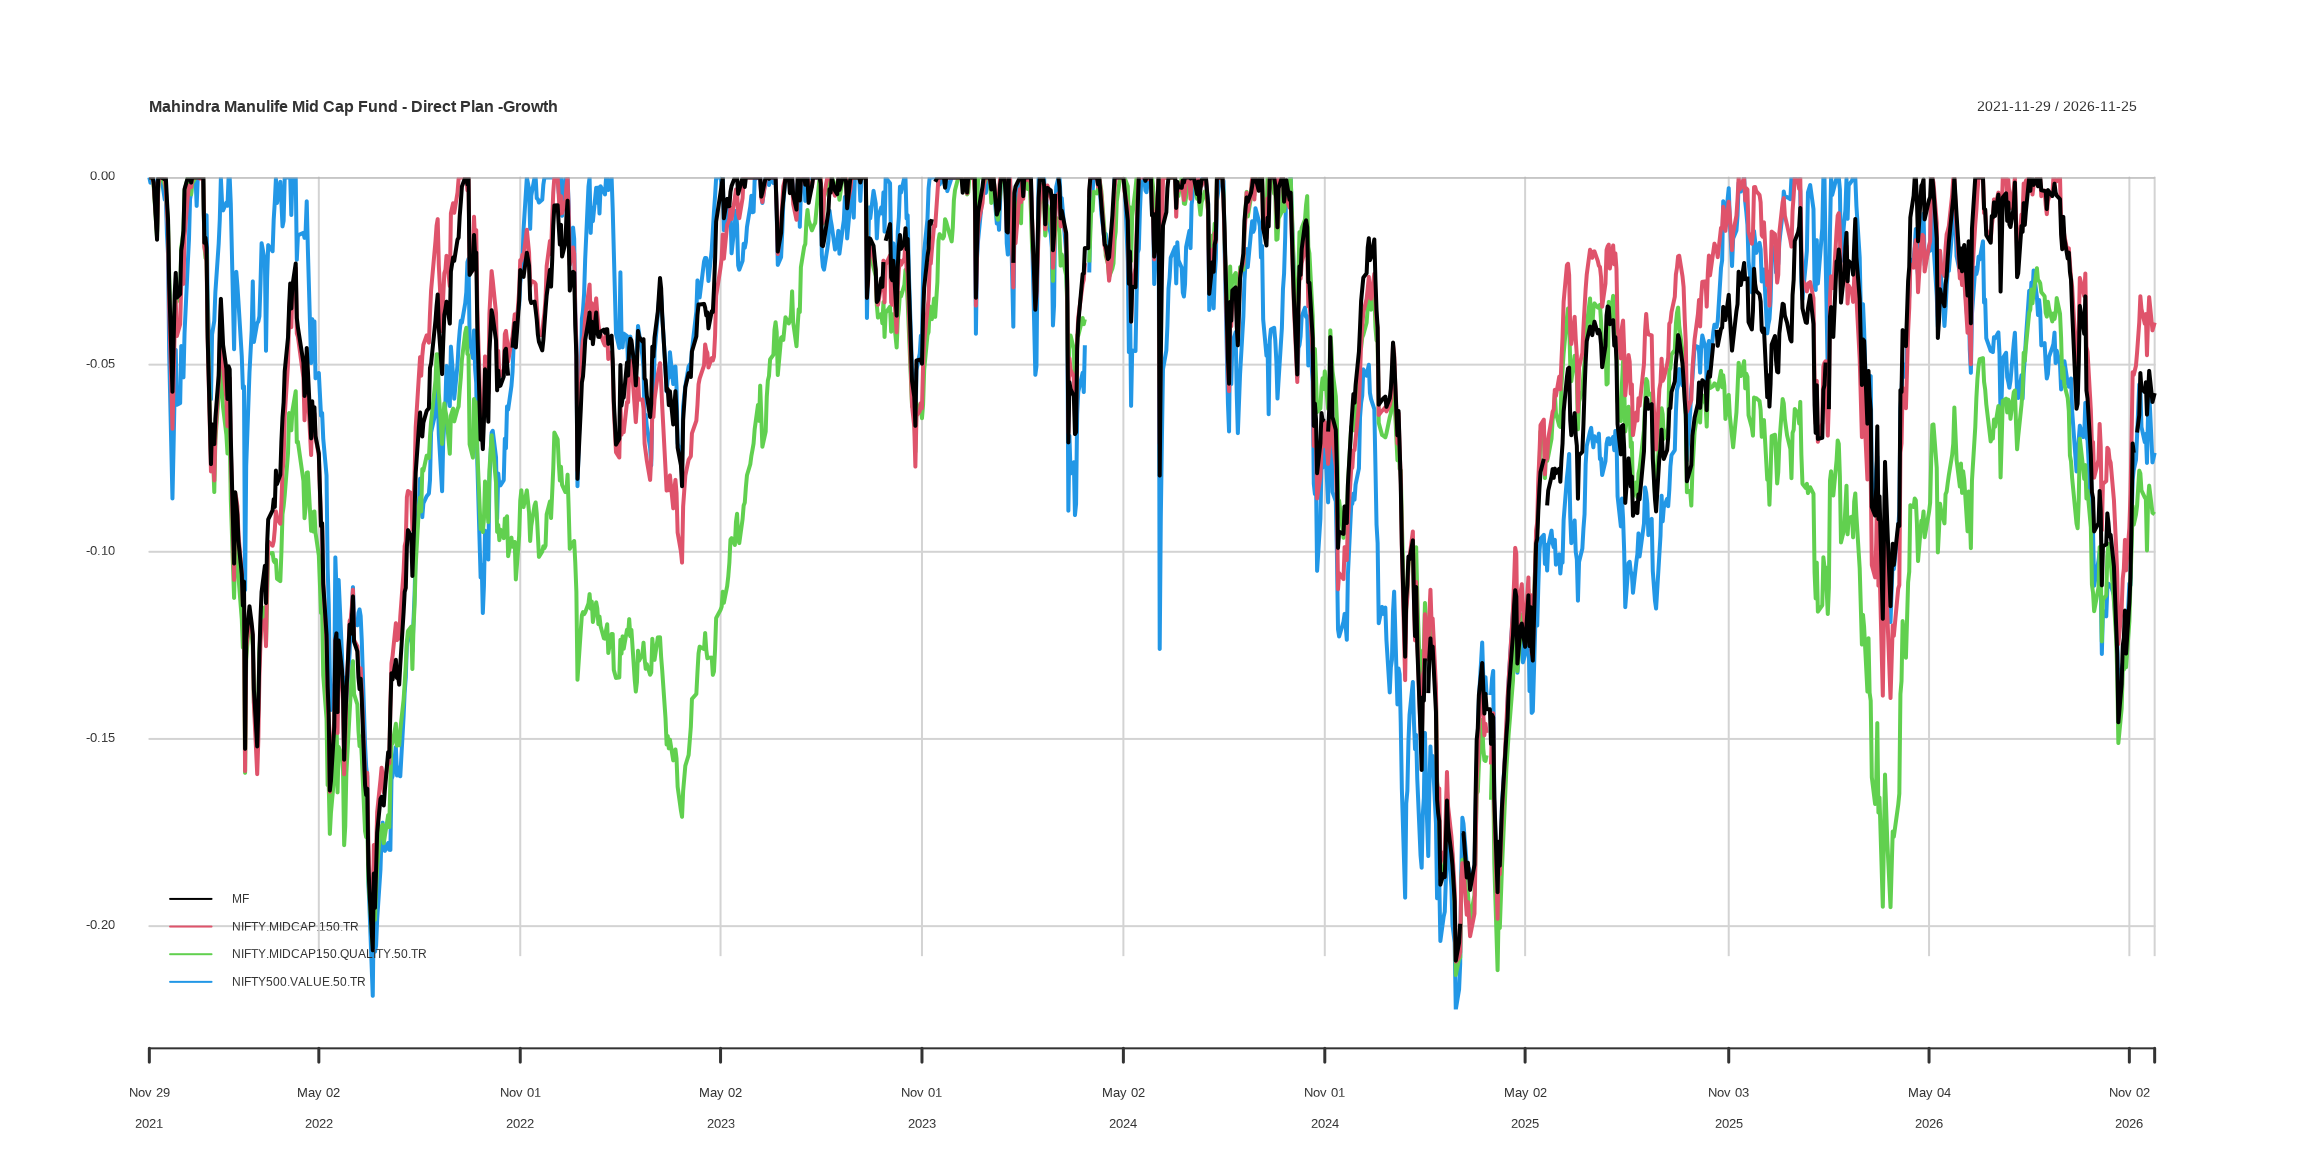 Mahindra Manulife Mid Cap Fund - Direct Plan -Growth
2021-11-29 / 2026-11-25
0.00
-0.05
-0.10
-0.15
-0.20
MF
NIFTY.MIDCAP.150.TR
NIFTY.MIDCAP150.QUALITY.50.TR
NIFTY500.VALUE.50.TR
Nov 29 May 02 Nov 01 May 02 Nov 01 May 02 Nov 01 May 02 Nov 03 May 04 Nov 02
2021 2022 2022 2023 2023 2024 2024 2025 2025 2026 2026